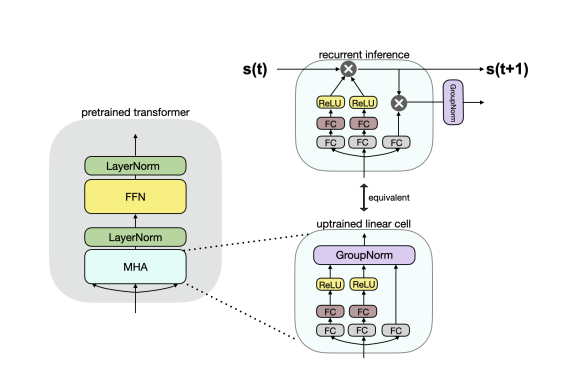 recurrent inference
s(t)
s(t+1)
GroupNorm
ReLU ReLU
FC FC
FC FC FC
pretrained transformer
LayerNorm
FFN
LayerNorm
MHA
equivalent
uptrained linear cell
GroupNorm
ReLU ReLU
FC FC
FC FC FC